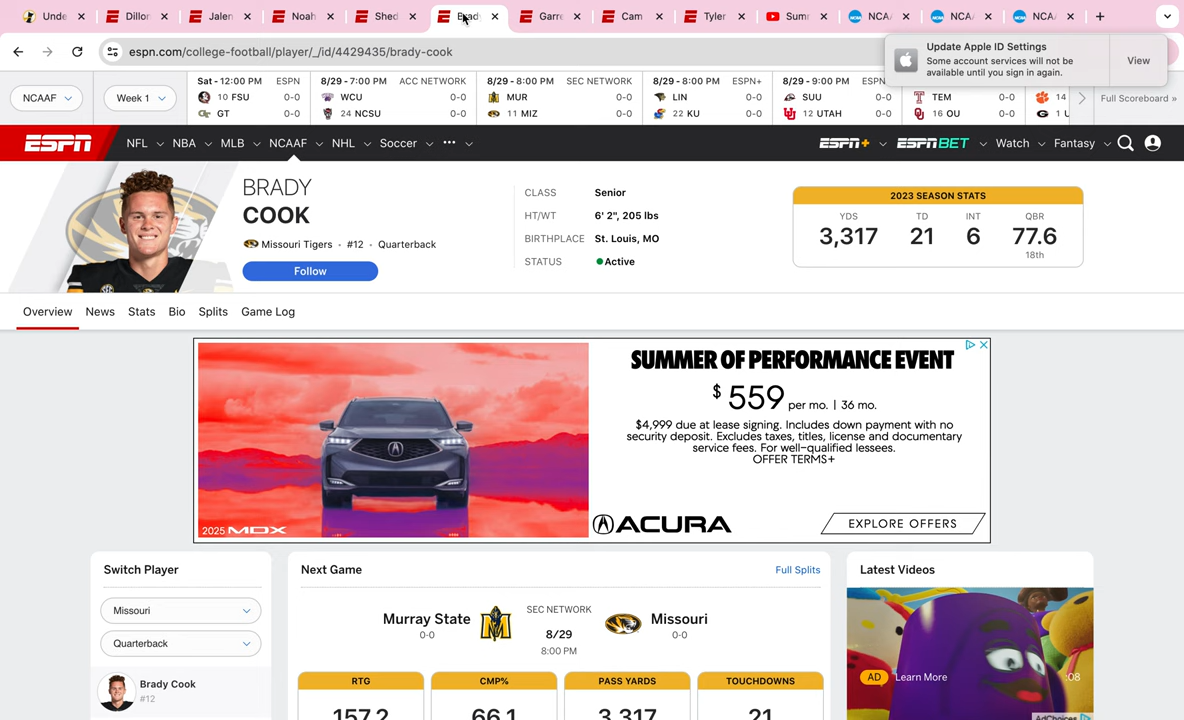 Unde
Dillor
Jalen
Noah
Shed
Brady
Garre
Cam
Tyler
Sumr
NCA
NCA
NCA
espn.com/college-football/player/_/id/4429435/brady-cook
Update Apple ID Settings
Some account services will not be
available until you sign in again.
View
NCAAF
Week 1
Sat - 12:00 PM ESPN
10 FSU 0-0
GT 0-0
8/29 - 7:00 PM ACC NETWORK
WCU 0-0
24 NCSU 0-0
8/29 - 8:00 PM SEC NETWORK
MUR 0-0
11 MIZ 0-0
8/29 - 8:00 PM ESPN+
LIN 0-0
22 KU 0-0
8/29 - 9:00 PM ESPN
SUU 0-0
12 UTAH 0-0
TEM 0-0
16 OU 0-0
14
1
Full Scoreboard »
ESPN NFL NBA MLB NCAAF NHL Soccer ••• ESPN+ ESPN BET Watch Fantasy
BRADY
COOK
Missouri Tigers • #12 • Quarterback
Follow
CLASS Senior
HT/WT 6' 2", 205 lbs
BIRTHPLACE St. Louis, MO
STATUS Active
2023 SEASON STATS
YDS TD INT QBR
3,317 21 6 77.6
18th
Overview News Stats Bio Splits Game Log
SUMMER OF PERFORMANCE EVENT
$559 per mo. | 36 mo.
$4,999 due at lease signing. Includes down payment with no
security deposit. Excludes taxes, titles, license and documentary
service fees. For well-qualified lessees.
OFFER TERMS+
2025 MDX
ACURA
EXPLORE OFFERS
Switch Player
Missouri
Quarterback
Brady Cook
#12
Next Game
Full Splits
Murray State
0-0
SEC NETWORK
8/29
8:00 PM
Missouri
0-0
RTG CMP% PASS YARDS TOUCHDOWNS
157.2 66.1 3,317 21
Latest Videos
AD Learn More :08
AdChoices